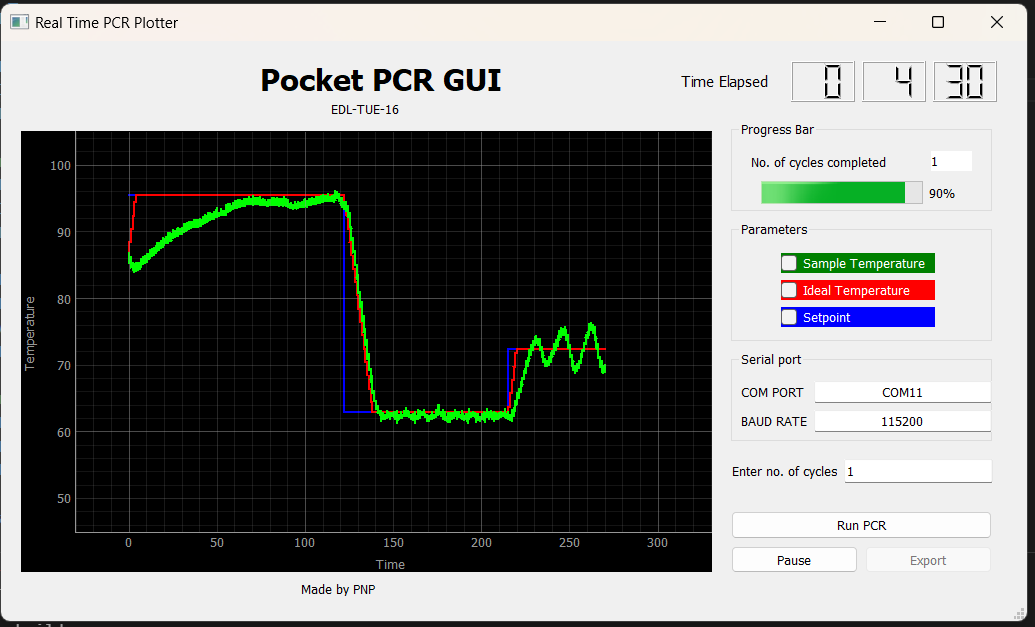 Real Time PCR Plotter
Pocket PCR GUI
EDL-TUE-16
Time Elapsed 0 4 30
Progress Bar
No. of cycles completed 1
90%
Parameters
Sample Temperature
Ideal Temperature
Setpoint
Serial port
COM PORT COM11
BAUD RATE 115200
Enter no. of cycles 1
Run PCR
Pause Export
Temperature
100
90
80
70
60
50
0 50 100 150 200 250 300
Time
Made by PNP